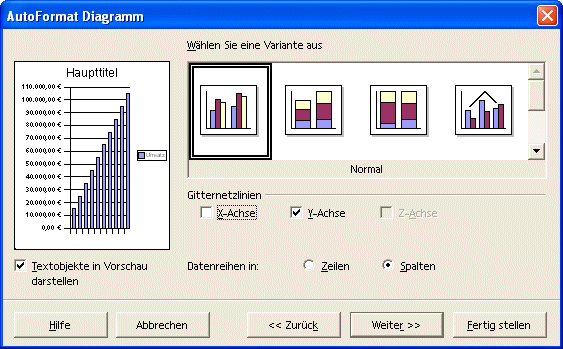 AutoFormat Diagramm
Wählen Sie eine Variante aus
Haupttitel
110.000,00 €
100.000,00 €
90.000,00 €
80.000,00 €
70.000,00 €
60.000,00 €
50.000,00 €
40.000,00 €
30.000,00 €
20.000,00 €
10.000,00 €
0,00 €
Umsatz
Normal
Gitternetzlinien
X-Achse Y-Achse Z-Achse
Textobjekte in Vorschau
darstellen
Datenreihen in: Zeilen Spalten
Hilfe Abbrechen << Zurück Weiter >> Fertig stellen